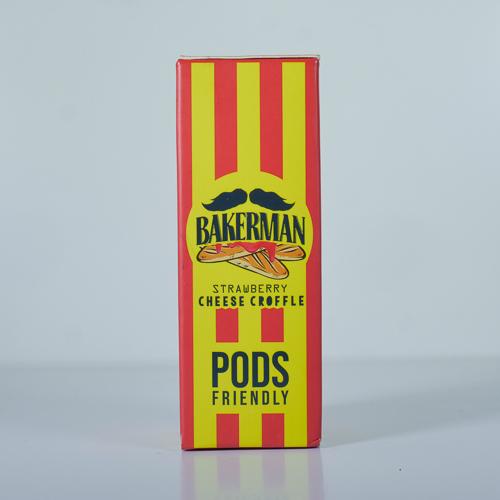 BAKERMAN
STRAWBERRY
CHEESE CROFFLE
PODS
FRIENDLY